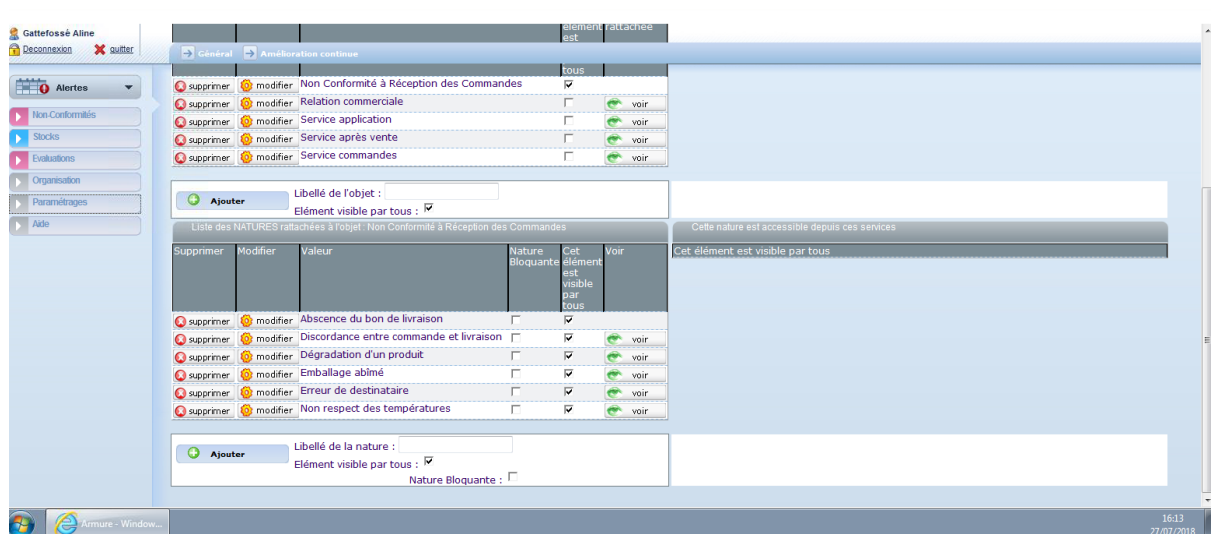 Gattefossé Aline
Deconnexion quitter
élément rattachée
est
Général Amélioration continue
tous
Alertes
Non-Conformités
Stocks
Evaluations
Organisation
Paramétrages
Aide
supprimer modifier Non Conformité à Réception des Commandes
supprimer modifier Relation commerciale voir
supprimer modifier Service application voir
supprimer modifier Service après vente voir
supprimer modifier Service commandes voir
Ajouter
Libellé de l'objet :
Elément visible par tous :
Liste des NATURES rattachées à l'objet : Non Conformité à Réception des Commandes
Cette nature est accessible depuis ces services
Supprimer Modifier Valeur Nature Cet Voir
Bloquante élément
est
visible
par
tous
Cet élément est visible par tous
supprimer modifier Abscence du bon de livraison
supprimer modifier Discordance entre commande et livraison voir
supprimer modifier Dégradation d'un produit voir
supprimer modifier Emballage abîmé voir
supprimer modifier Erreur de destinataire voir
supprimer modifier Non respect des températures voir
Ajouter
Libellé de la nature :
Elément visible par tous :
Nature Bloquante :
Armure - Window...
16:13
27/07/2018